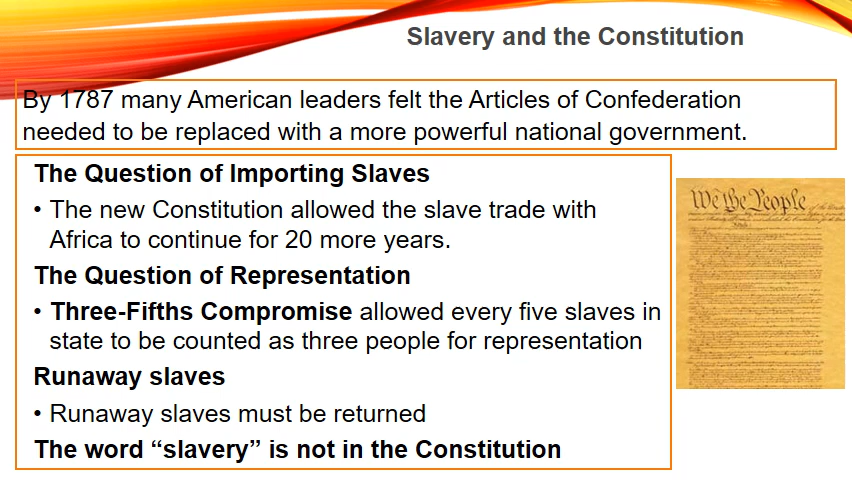 Slavery and the Constitution
By 1787 many American leaders felt the Articles of Confederation
needed to be replaced with a more powerful national government.
The Question of Importing Slaves
• The new Constitution allowed the slave trade with
Africa to continue for 20 more years.
The Question of Representation
• Three-Fifths Compromise allowed every five slaves in
state to be counted as three people for representation
Runaway slaves
• Runaway slaves must be returned
The word “slavery” is not in the Constitution
We the People